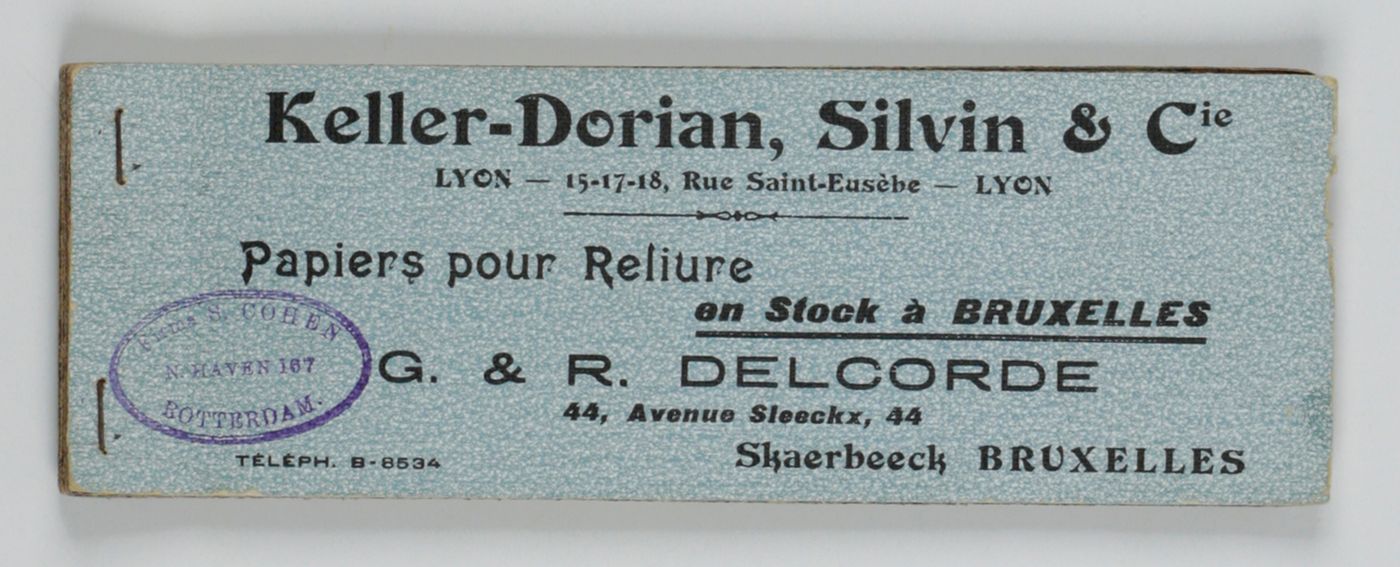 Keller-Dorian, Silvin & Cie
LYON — 15-17-18, Rue Saint-Eusèbe — LYON
Papiers pour Reliure
en Stock à BRUXELLES
Firma S. COHEN
N. HAVEN 167
ROTTERDAM.
G. & R. DELCORDE
44, Avenue Sleeckx, 44
TÉLÉPH. B-8534
Skaerbeeck BRUXELLES